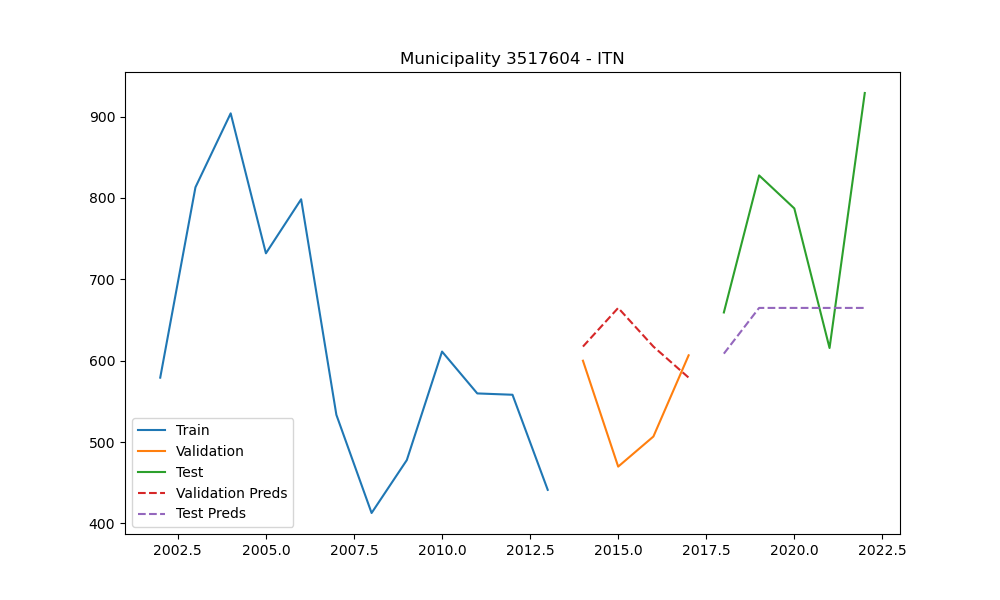 Municipality 3517604 - ITN
900
800
700
600
500
400
Train
Validation
Test
Validation Preds
Test Preds
2002.5 2005.0 2007.5 2010.0 2012.5 2015.0 2017.5 2020.0 2022.5